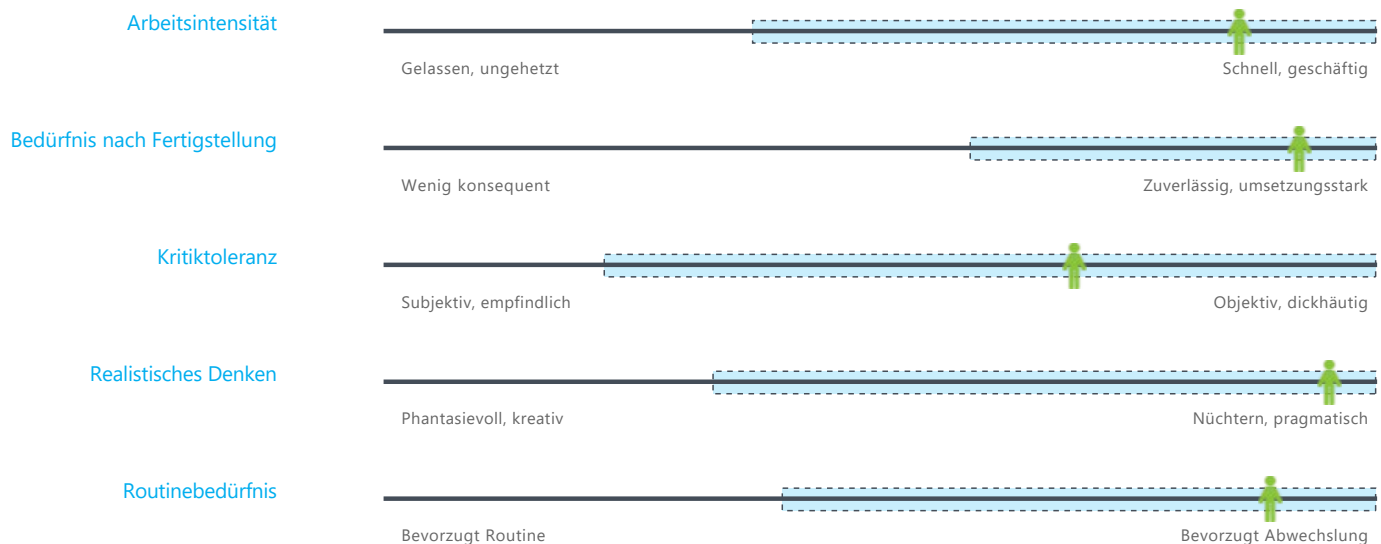 Arbeitsintensität
Gelassen, ungehetzt Schnell, geschäftig
Bedürfnis nach Fertigstellung
Wenig konsequent Zuverlässig, umsetzungsstark
Kritiktoleranz
Subjektiv, empfindlich Objektiv, dickhäutig
Realistisches Denken
Phantasievoll, kreativ Nüchtern, pragmatisch
Routinebedürfnis
Bevorzugt Routine Bevorzugt Abwechslung